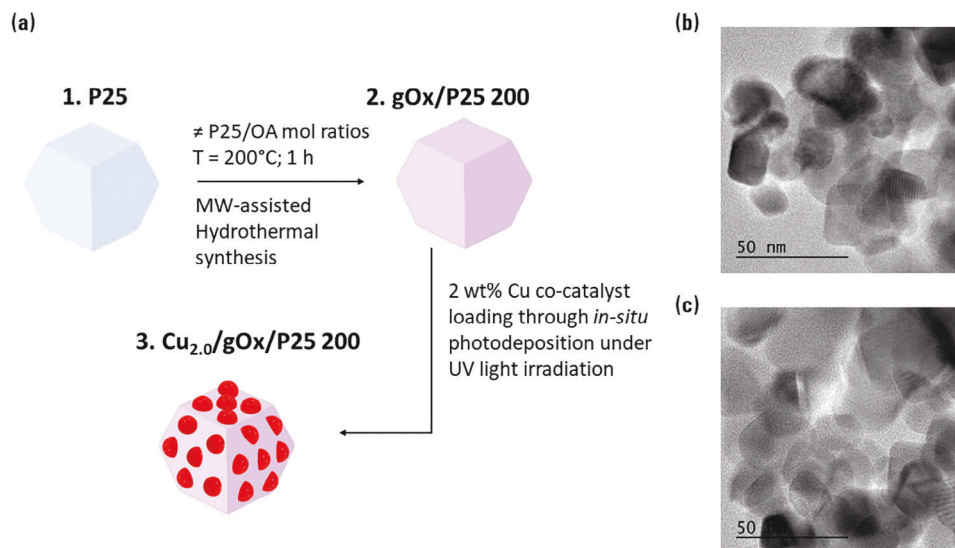 (a)
1. P25
≠ P25/OA mol ratios
T = 200°C; 1 h
MW-assisted
Hydrothermal
synthesis
2. gOx/P25 200
2 wt% Cu co-catalyst
loading through in-situ
photodeposition under
UV light irradiation
3. Cu2.0/gOx/P25 200
(b)
50 nm
(c)
50 nm